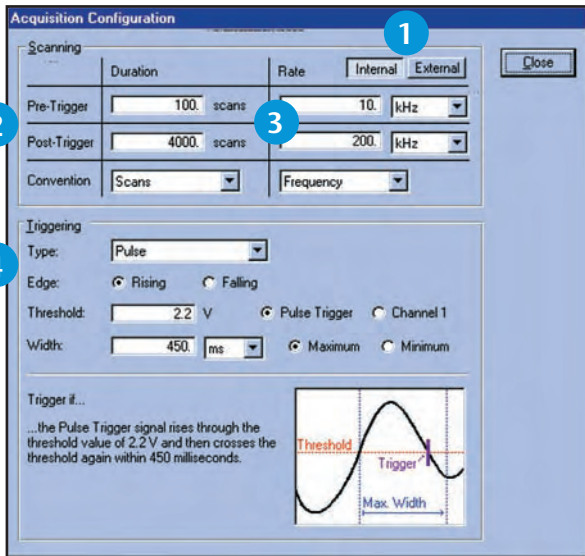 Acquisition Configuration
1
Scanning
Close
Duration
Rate
Internal
External
Pre-Trigger
100.
scans
10.
kHz
2
3
Post-Trigger
4000.
scans
200.
kHz
Convention
Scans
Frequency
Triggering
4
Type:
Pulse
Edge:
Rising
Falling
Threshold:
2.2
V
Pulse Trigger
Channel 1
Width:
450.
ms
Maximum
Minimum
Trigger if...
...the Pulse Trigger signal rises through the
threshold value of 2.2 V and then crosses the
threshold again within 450 milliseconds.
Threshold
Trigger
Max. Width